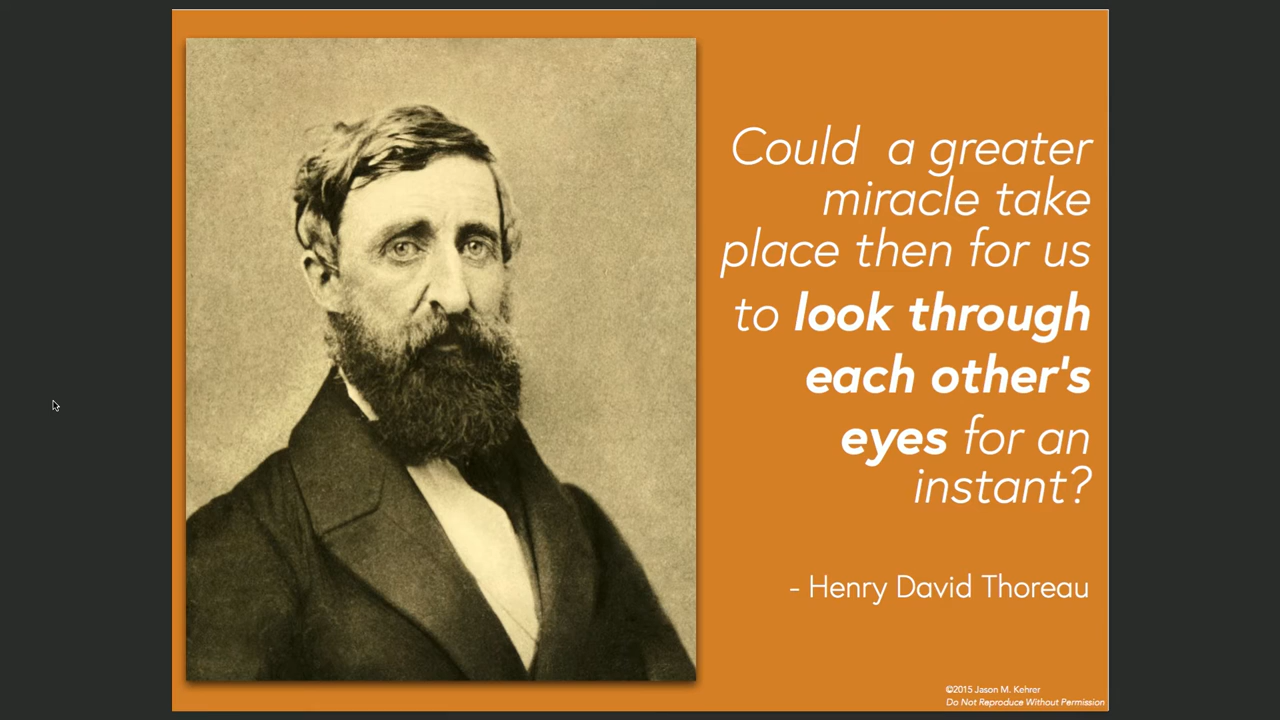 Could a greater
miracle take
place then for us
to look through
each other's
eyes for an
instant?
- Henry David Thoreau
©2015 Jason M. Kehrer
Do Not Reproduce Without Permission